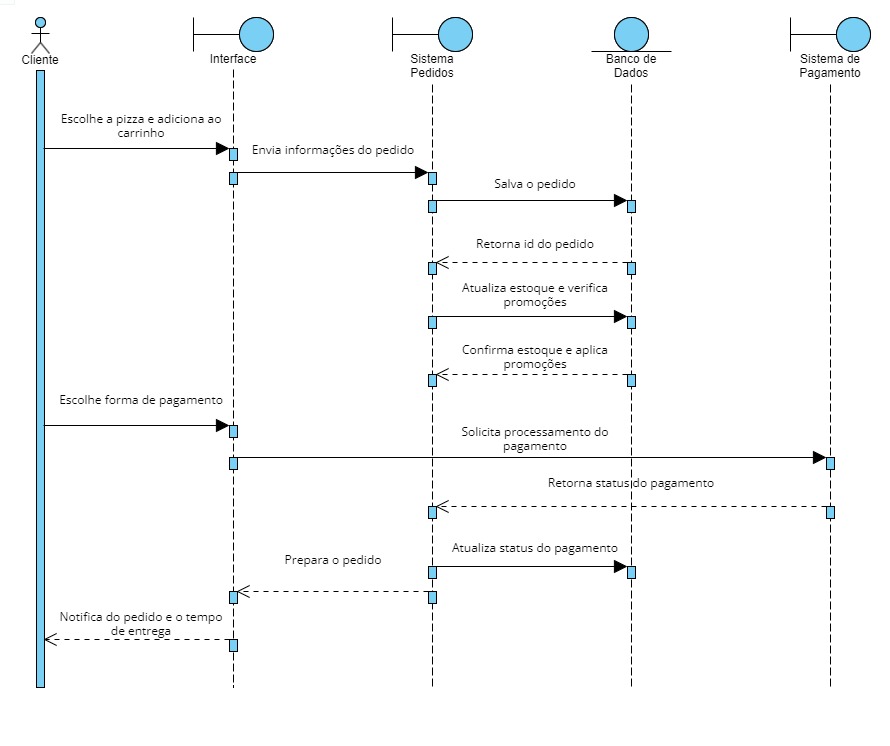 Cliente
Interface
Sistema
Pedidos
Banco de
Dados
Sistema de
Pagamento
Escolhe a pizza e adiciona ao
carrinho
Envia informações do pedido
Salva o pedido
Retorna id do pedido
Atualiza estoque e verifica
promoções
Confirma estoque e aplica
promoções
Escolhe forma de pagamento
Solicita processamento do
pagamento
Retorna status do pagamento
Atualiza status do pagamento
Prepara o pedido
Notifica do pedido e o tempo
de entrega